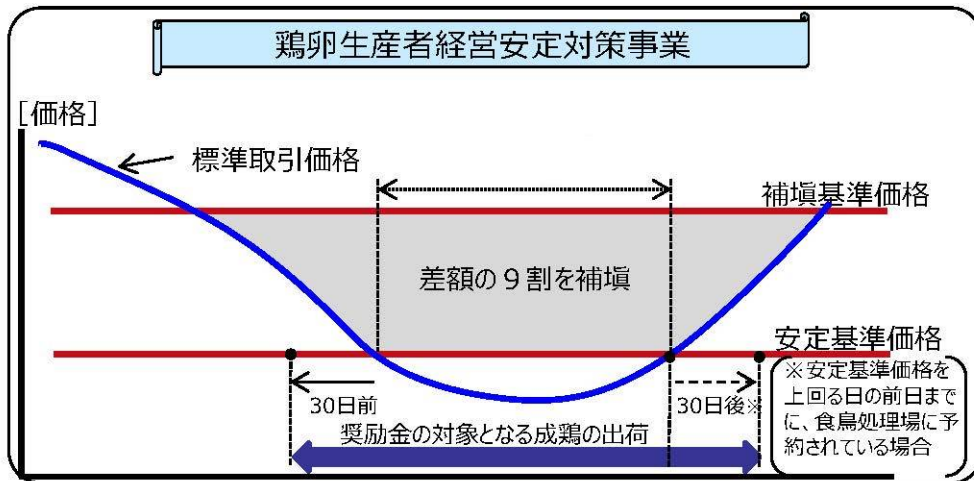 鶏卵生産者経営安定対策事業
[価格]
標準取引価格
補塡基準価格
差額の９割を補塡
安定基準価格
30日前
30日後※
※安定基準価格を
上回る日の前日まで
に、食鳥処理場に予
約されている場合
奨励金の対象となる成鶏の出荷